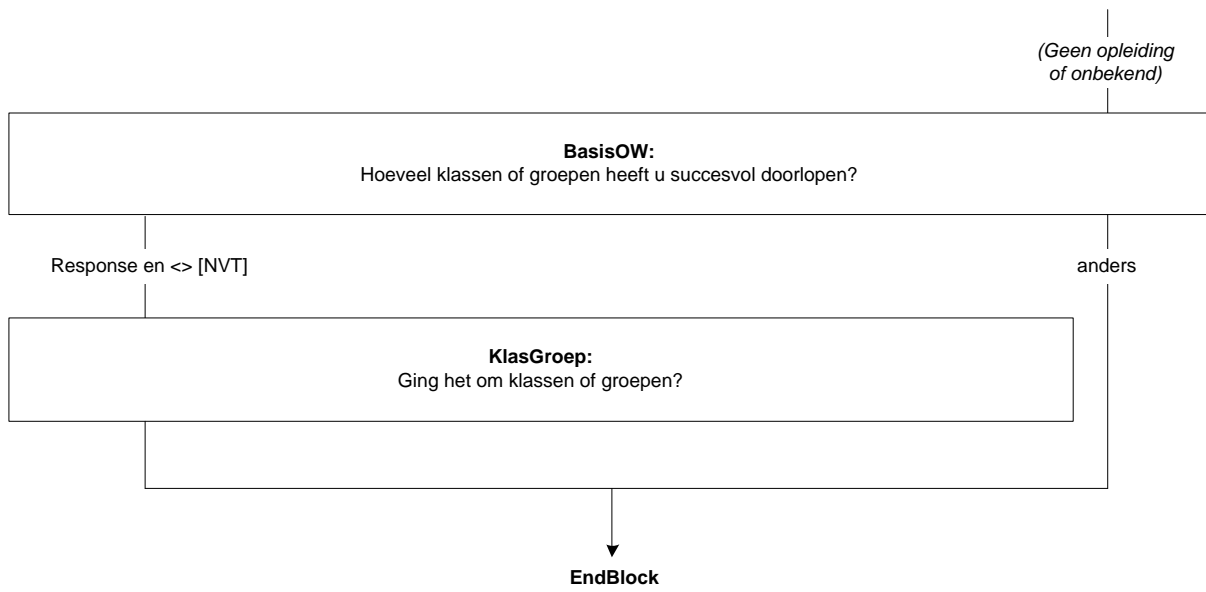 (Geen opleiding
of onbekend)
BasisOW:
Hoeveel klassen of groepen heeft u succesvol doorlopen?
Response en <> [NVT]
anders
KlasGroep:
Ging het om klassen of groepen?
EndBlock